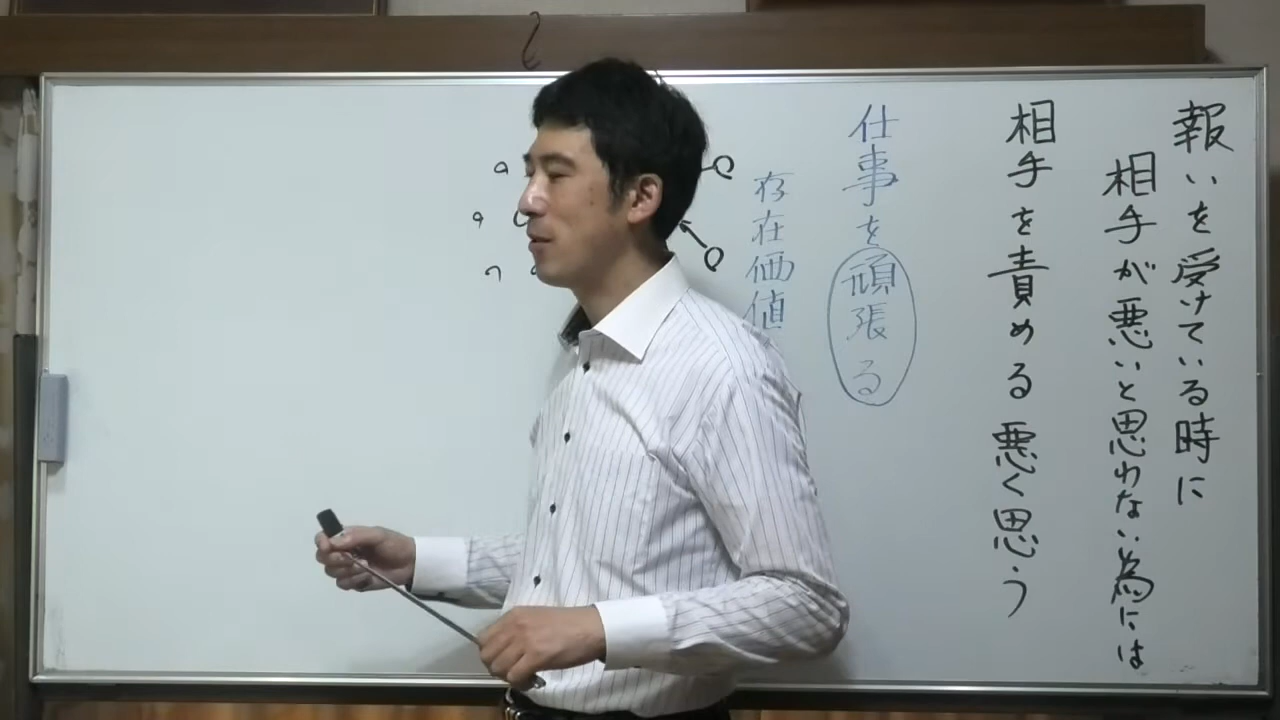 報いを受けている時に
相手が悪いと思わない為には
相手を責める 悪く思う
仕事を頑張る
存在価値